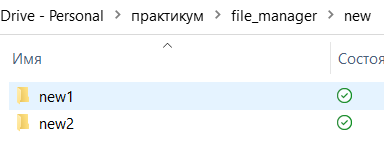 Drive - Personal > практикум > file_manager > new
Имя Состоя
new1
new2